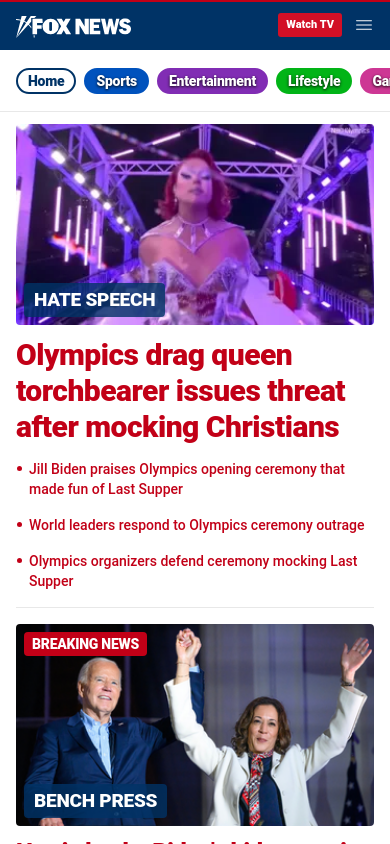 FOX NEWS
Watch TV
Home
Sports
Entertainment
Lifestyle
NBC Olympics
HATE SPEECH
Olympics drag queen
torchbearer issues threat
after mocking Christians
Jill Biden praises Olympics opening ceremony that
made fun of Last Supper
World leaders respond to Olympics ceremony outrage
Olympics organizers defend ceremony mocking Last
Supper
BREAKING NEWS
BENCH PRESS